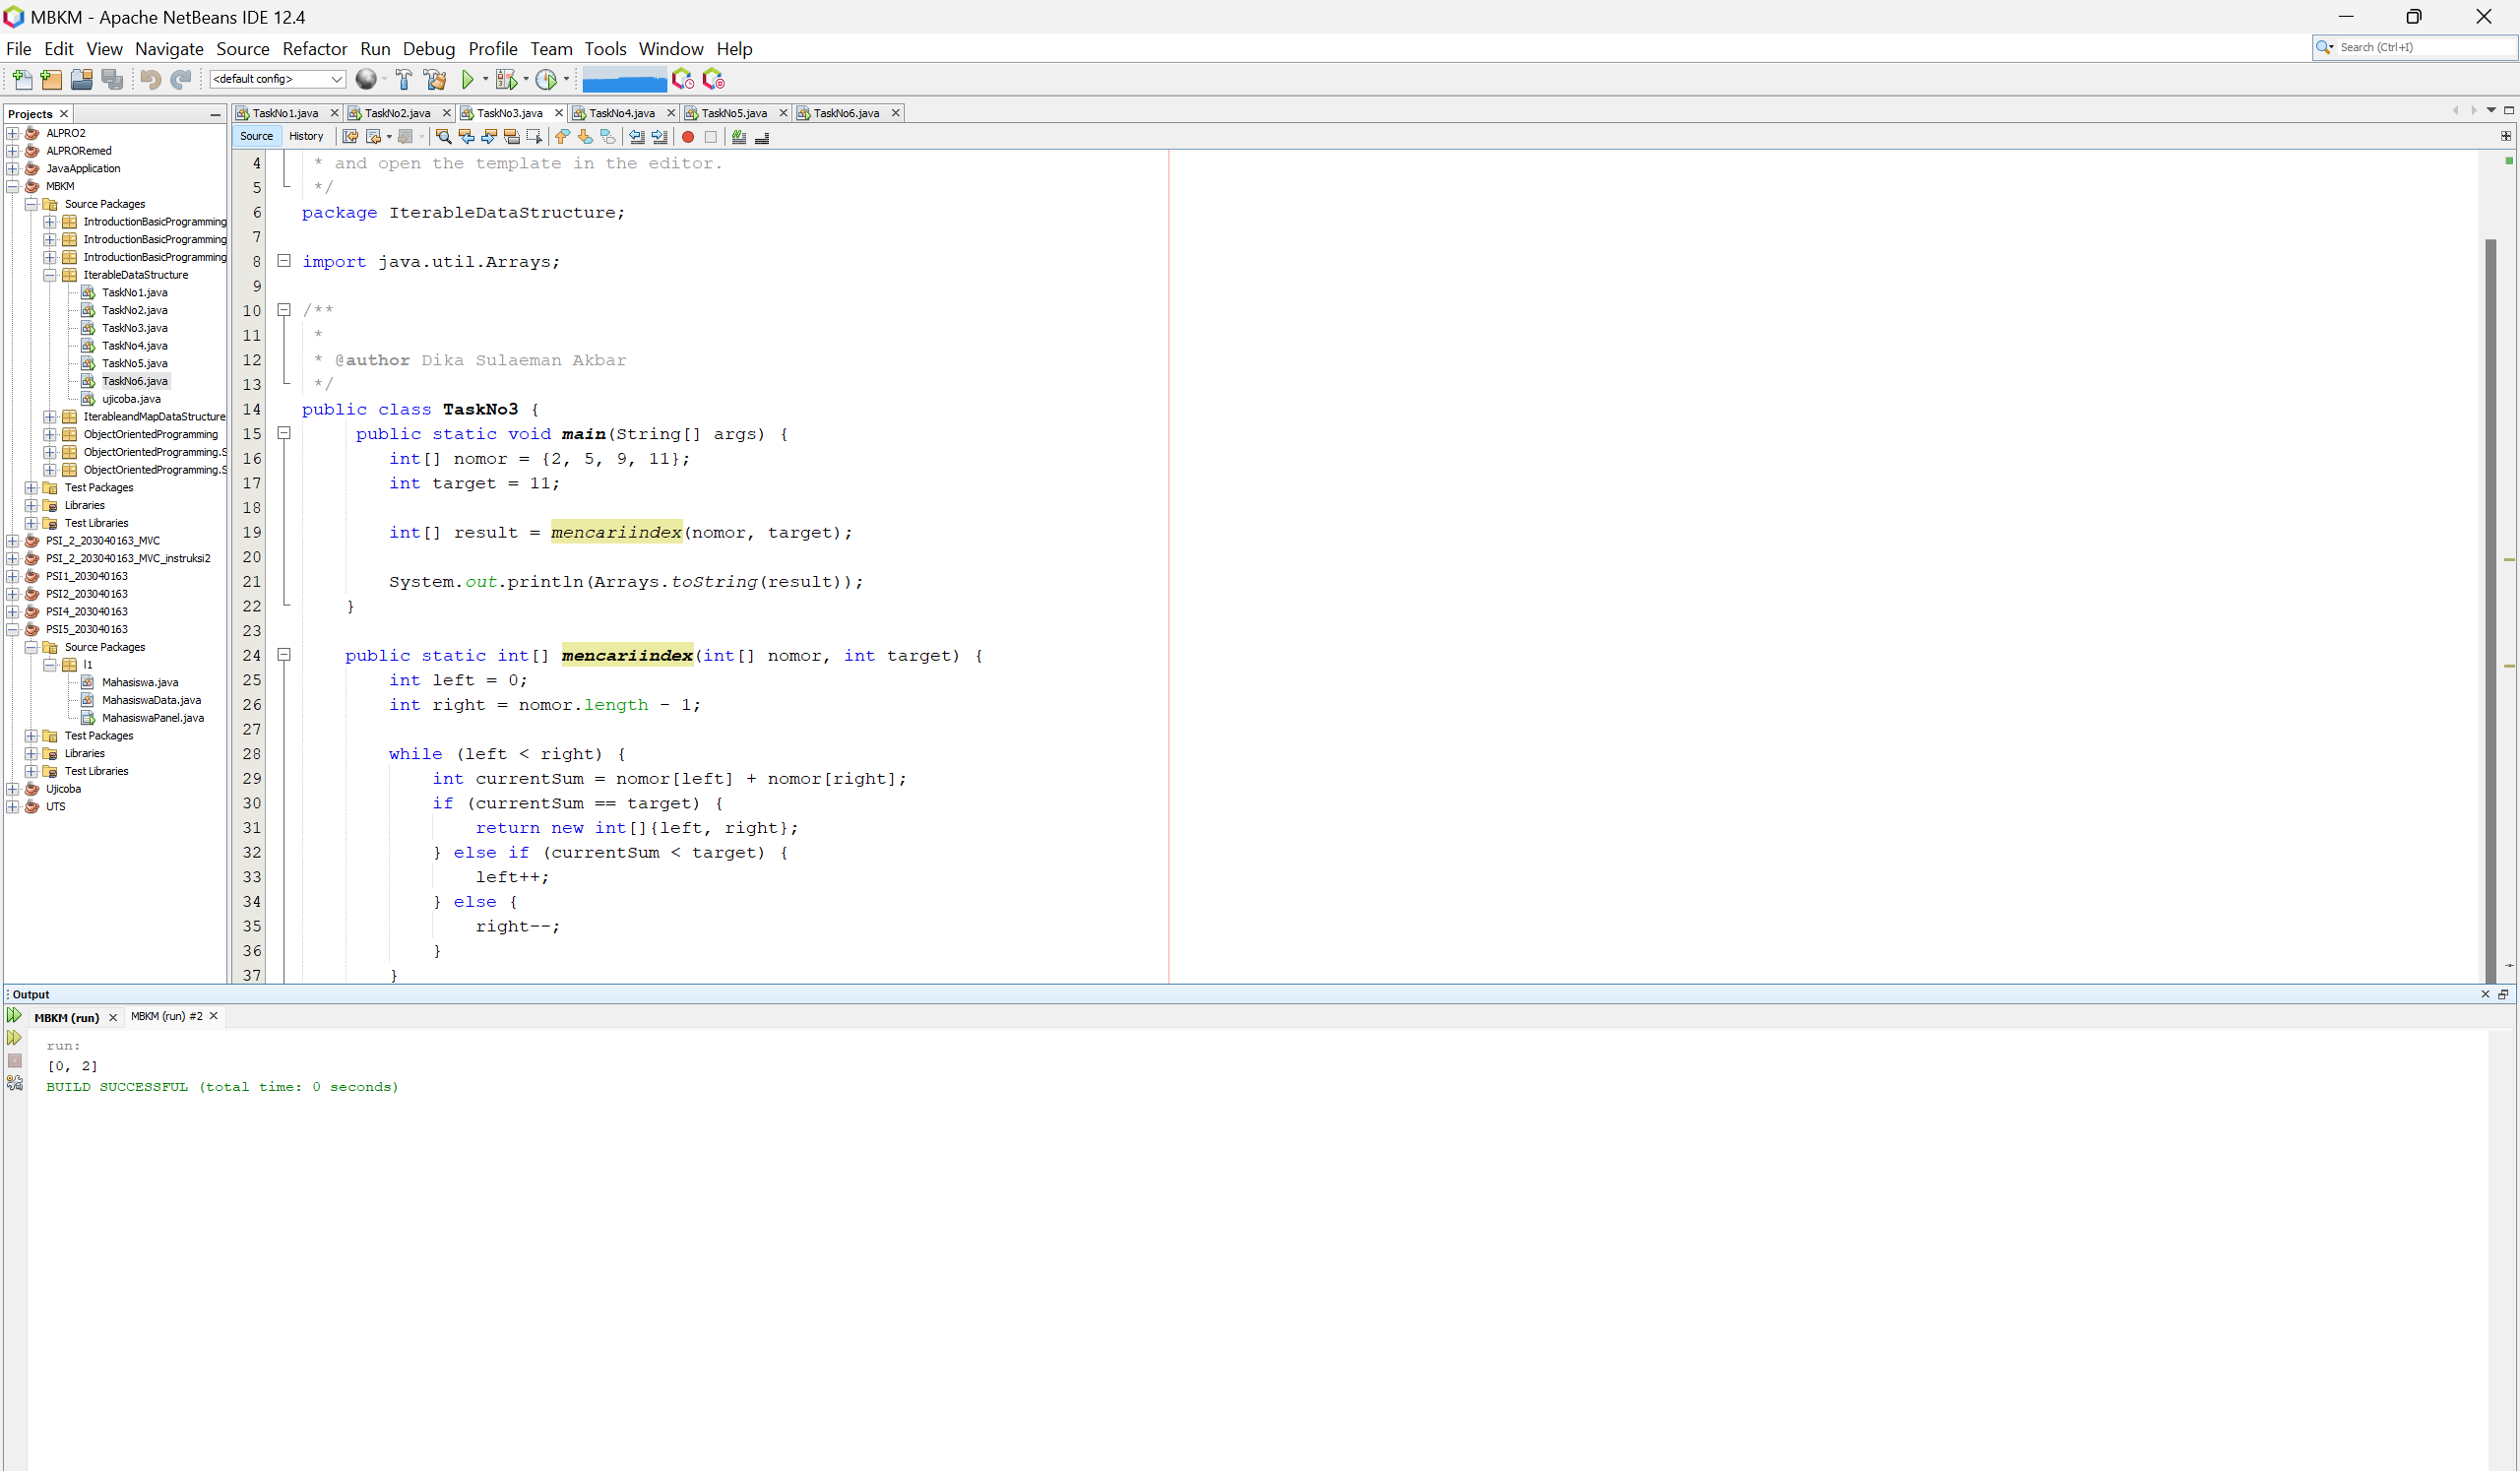 MBKM - Apache NetBeans IDE 12.4
File Edit View Navigate Source Refactor Run Debug Profile Team Tools Window Help
Search (Ctrl+I)
<default config>
Projects
ALPRO2
ALPRORemed
JavaApplication
MBKM
Source Packages
IntroductionBasicProgramming
IntroductionBasicProgramming
IntroductionBasicProgramming
IterableDataStructure
TaskNo1.java
TaskNo2.java
TaskNo3.java
TaskNo4.java
TaskNo5.java
TaskNo6.java
ujicoba.java
IterableandMapDataStructure
ObjectOrientedProgramming
ObjectOrientedProgramming.S
ObjectOrientedProgramming.S
Test Packages
Libraries
Test Libraries
PSI_2_203040163_MVC
PSI_2_203040163_MVC_instruksi2
PSI1_203040163
PSI2_203040163
PSI4_203040163
PSI5_203040163
Source Packages
l1
Mahasiswa.java
MahasiswaData.java
MahasiswaPanel.java
Test Packages
Libraries
Test Libraries
Ujicoba
UTS
TaskNo1.java TaskNo2.java TaskNo3.java TaskNo4.java TaskNo5.java TaskNo6.java
Source History
4 * and open the template in the editor.
5 */
6 package IterableDataStructure;
7
8 import java.util.Arrays;
9
10 /**
11 *
12 * @author Dika Sulaeman Akbar
13 */
14 public class TaskNo3 {
15 public static void main(String[] args) {
16 int[] nomor = {2, 5, 9, 11};
17 int target = 11;
18
19 int[] result = mencariindex(nomor, target);
20
21 System.out.println(Arrays.toString(result));
22 }
23
24 public static int[] mencariindex(int[] nomor, int target) {
25 int left = 0;
26 int right = nomor.length - 1;
27
28 while (left < right) {
29 int currentSum = nomor[left] + nomor[right];
30 if (currentSum == target) {
31 return new int[]{left, right};
32 } else if (currentSum < target) {
33 left++;
34 } else {
35 right--;
36 }
37 }
Output
MBKM (run) MBKM (run) #2
run:
[0, 2]
BUILD SUCCESSFUL (total time: 0 seconds)